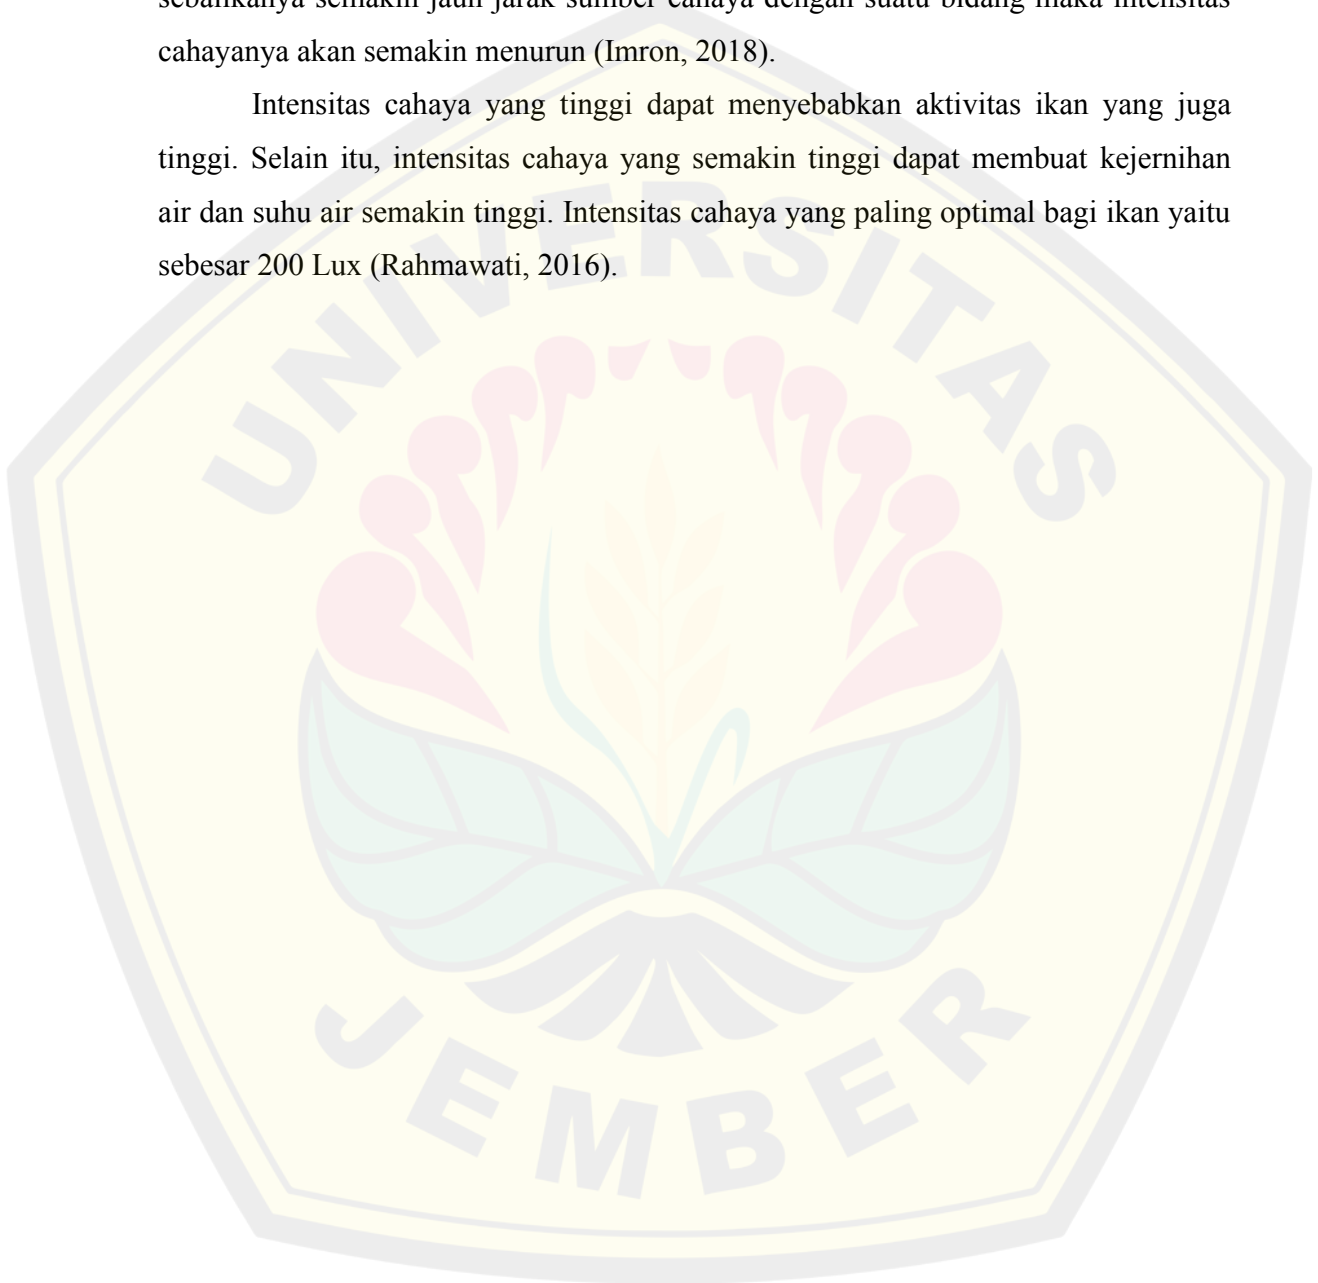 sebaliknya semakin jauh jarak sumber cahaya dengan suatu bidang maka intensitas
cahayanya akan semakin menurun (Imron, 2018).
Intensitas cahaya yang tinggi dapat menyebabkan aktivitas ikan yang juga
tinggi. Selain itu, intensitas cahaya yang semakin tinggi dapat membuat kejernihan
air dan suhu air semakin tinggi. Intensitas cahaya yang paling optimal bagi ikan yaitu
sebesar 200 Lux (Rahmawati, 2016).
UNIVERSITAS
JEMBER